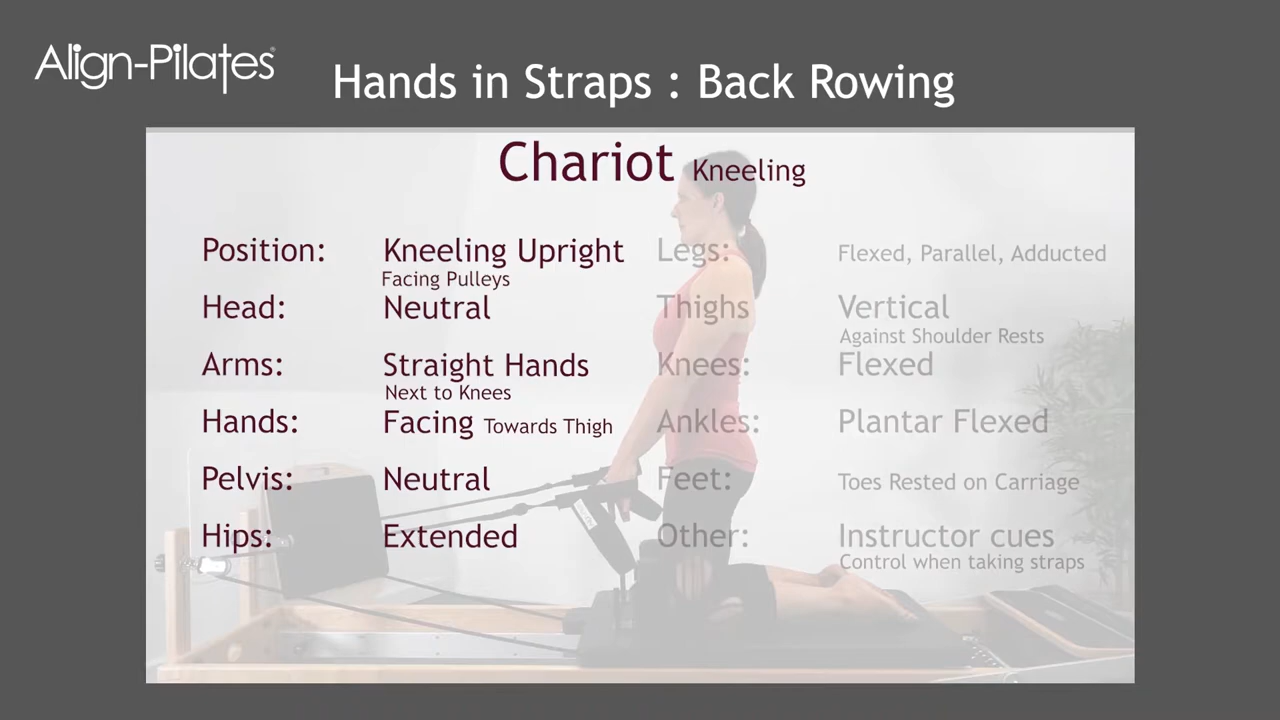 Align-Pilates®
Hands in Straps : Back Rowing
Chariot Kneeling
Position: Kneeling Upright
Facing Pulleys
Head: Neutral
Arms: Straight Hands
Next to Knees
Hands: Facing Towards Thigh
Pelvis: Neutral
Hips: Extended
Legs: Flexed, Parallel, Adducted
Thighs Vertical
Against Shoulder Rests
Knees: Flexed
Ankles: Plantar Flexed
Feet: Toes Rested on Carriage
Other: Instructor cues
Control when taking straps